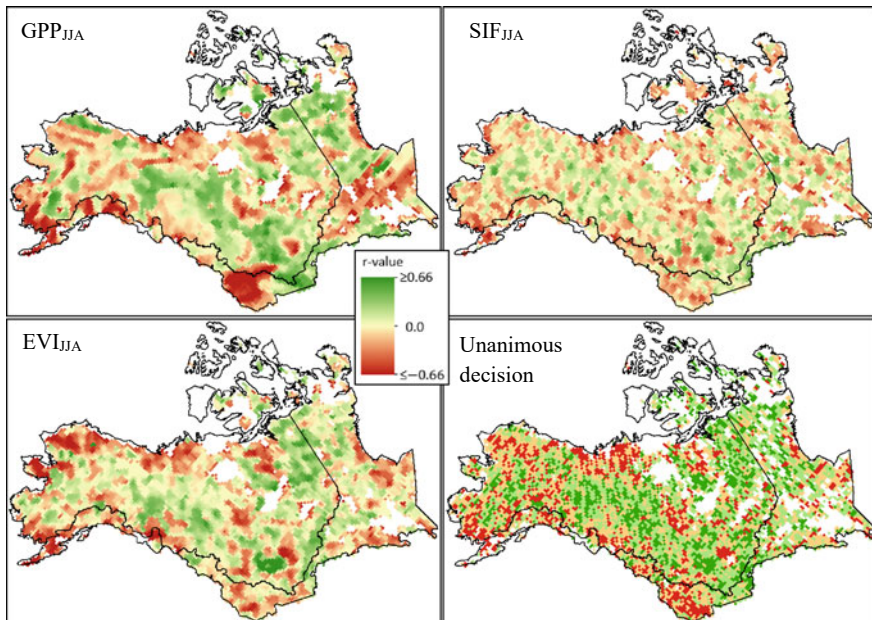 GPPJJA
SIFJJA
r-value
≥0.66
0.0
≤−0.66
EVIJJA
Unanimous
decision